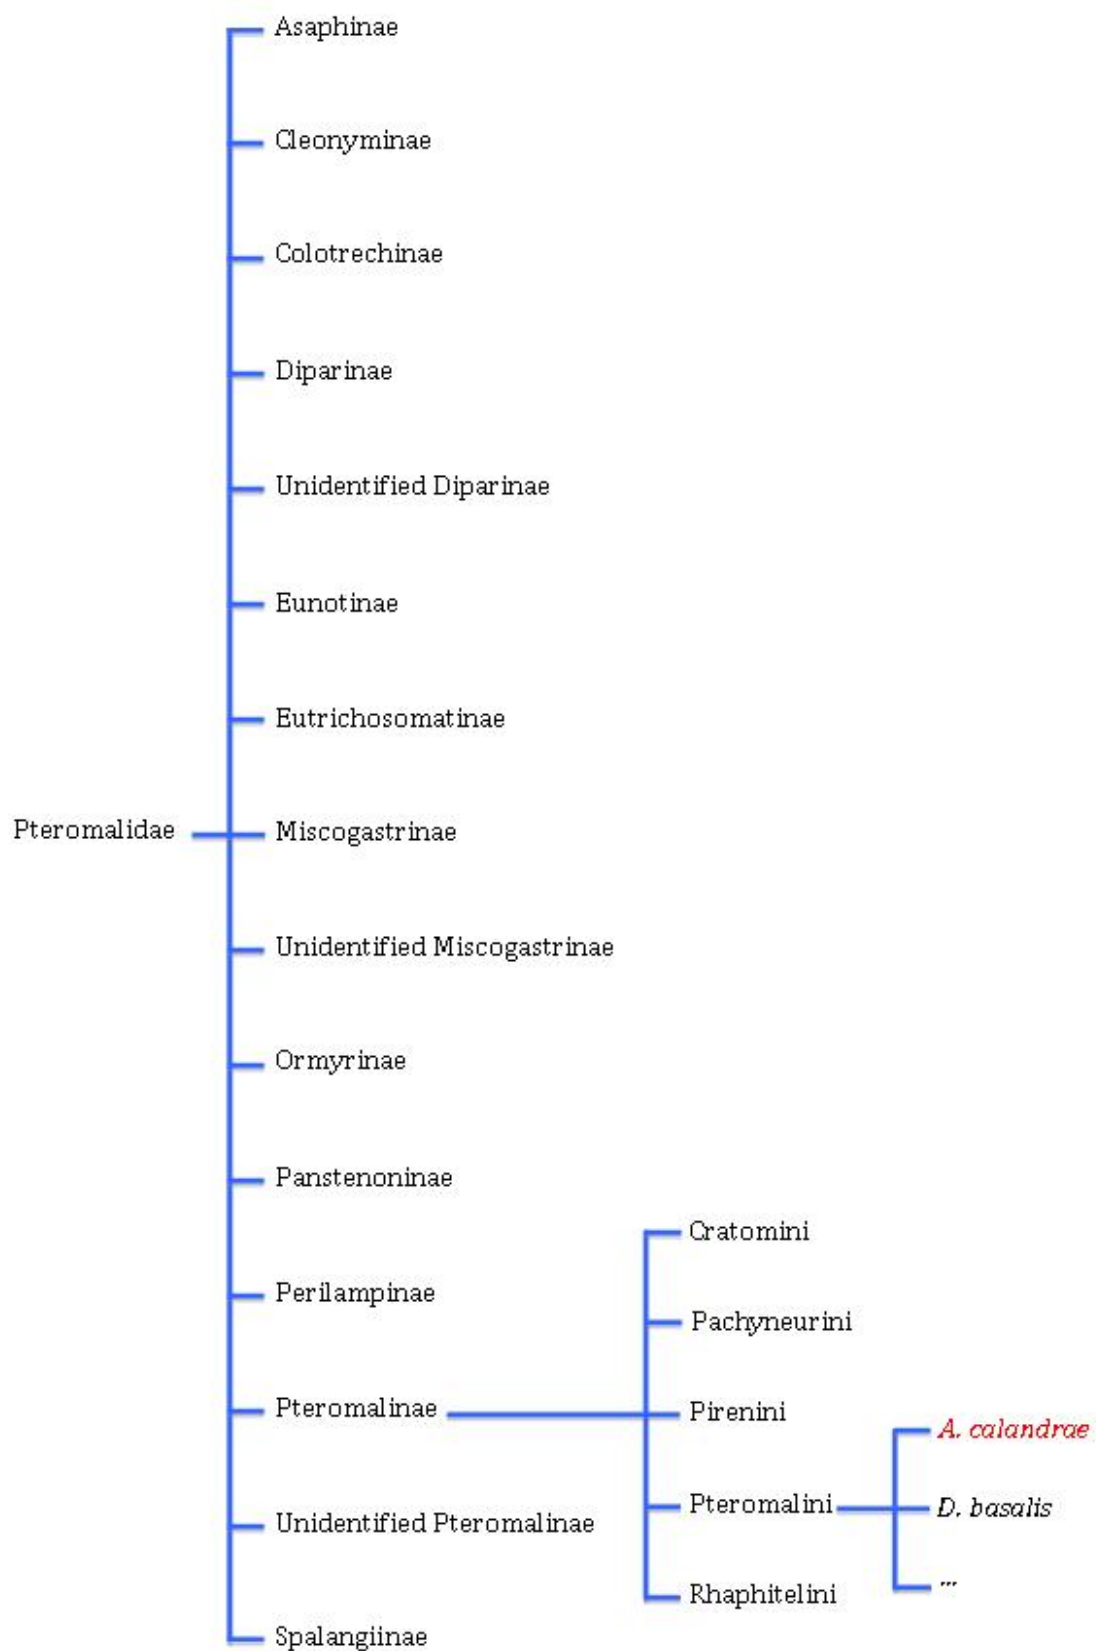 Asaphinae
Cleonyminae
Colotrechinae
Diparinae
Unidentified Diparinae
Eunotinae
Eutrichosomatinae
Pteromalidae
Miscogastrinae
Unidentified Miscogastrinae
Ormyrinae
Panstenoninae
Cratomini
Perilampinae
Pachyneurini
Pteromalinae
Pirenini
A. calandrae
Pteromalini
D. basalis
Unidentified Pteromalinae
...
Rhaphitelini
Spalangiinae